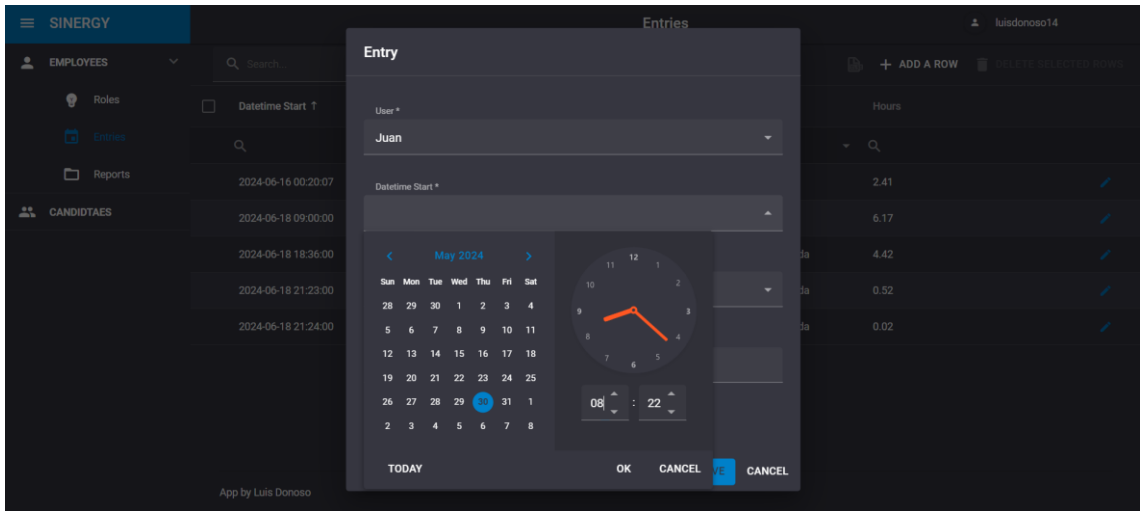 SINERGY
Entries
luisdonoso14
EMPLOYEES
Roles
Entries
Reports
CANDIDTAES
Search...
ADD A ROW
DELETE SELECTED ROWS
Datetime Start ↑
Hours
2024-06-16 00:20:07
2.41
2024-06-18 09:00:00
6.17
2024-06-18 18:36:00
da
4.42
2024-06-18 21:23:00
da
0.52
2024-06-18 21:24:00
da
0.02
App by Luis Donoso
Entry
User *
Juan
Datetime Start *
May 2024
Sun Mon Tue Wed Thu Fri Sat
28 29 30 1 2 3 4
5 6 7 8 9 10 11
12 13 14 15 16 17 18
19 20 21 22 23 24 25
26 27 28 29 30 31 1
2 3 4 5 6 7 8
12
11 1
10 2
9 3
8 4
7 5
6
08 : 22
TODAY
OK
CANCEL
VE
CANCEL